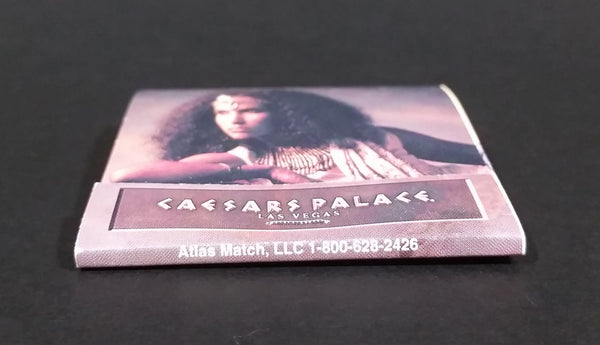 CAESARS PALACE
LAS VEGAS
Atlas Match, LLC 1-800-628-2426